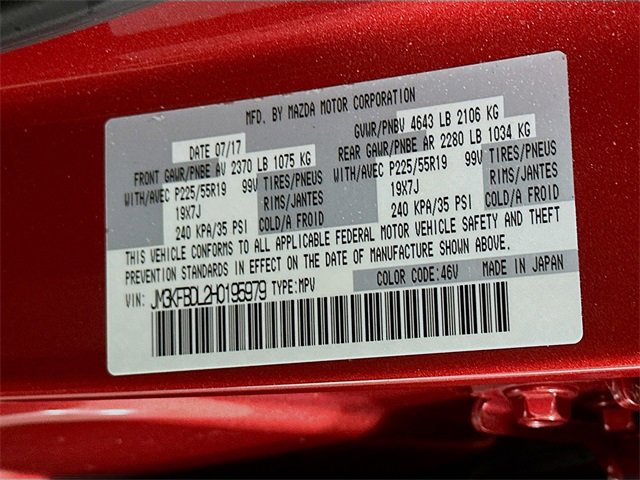 MFD. BY MAZDA MOTOR CORPORATION
DATE 07/17 GVWR/PNBV 4643 LB 2106 KG
FRONT GAWR/PNBE AV 2370 LB 1075 KG REAR GAWR/PNBE AR 2280 LB 1034 KG
WITH/AVEC P225/55R19 99V TIRES/PNEUS WITH/AVEC P225/55R19 99V TIRES/PNEUS
19X7J RIMS/JANTES 19X7J RIMS/JANTES
240 KPA/35 PSI COLD/A FROID 240 KPA/35 PSI COLD/A FROID
THIS VEHICLE CONFORMS TO ALL APPLICABLE FEDERAL MOTOR VEHICLE SAFETY AND THEFT
PREVENTION STANDARDS IN EFFECT ON THE DATE OF MANUFACTURE SHOWN ABOVE.
VIN: JM3KFBDL2H0195979 TYPE:MPV COLOR CODE:46V MADE IN JAPAN